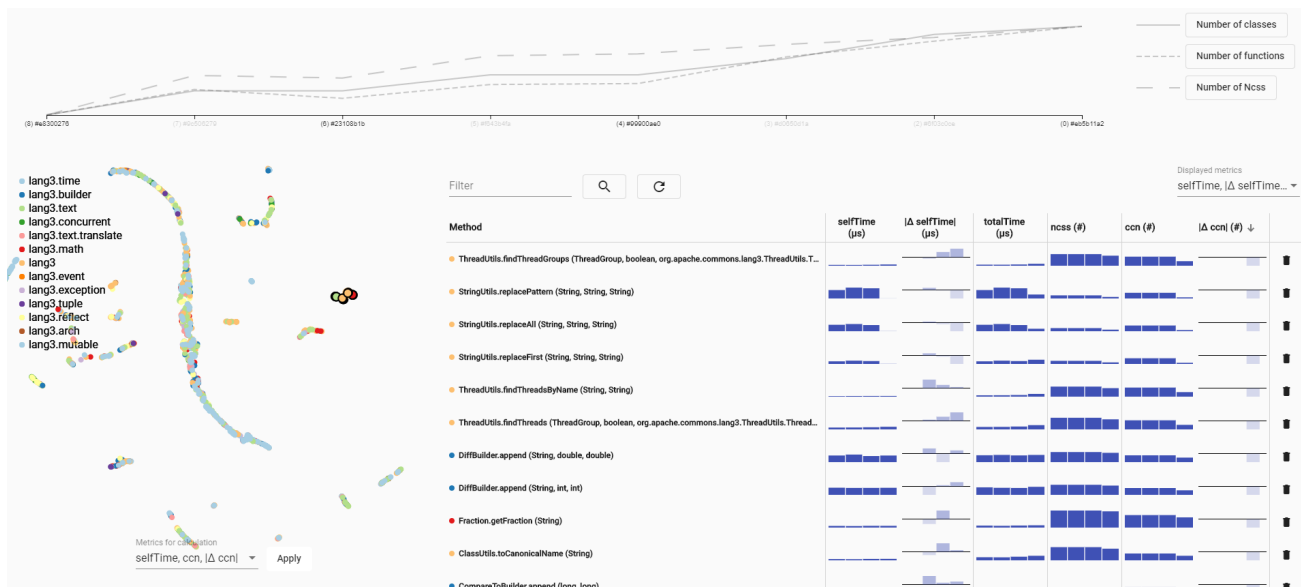 Number of classes
Number of functions
Number of Ncss
(8) #e8300276
(6) #23108b1b
(4) #99900ae0
(0) #eb5b11a2
lang3.time
lang3.builder
lang3.text
lang3.concurrent
lang3.text.translate
lang3.math
lang3
lang3.event
lang3.exception
lang3.tuple
lang3.reflect
lang3.arch
lang3.mutable
Metrics for calculation
selfTime, ccn, |Δ ccn|
Apply
Filter
Displayed metrics
selfTime, |Δ selfTime...
Method
selfTime (μs)
|Δ selfTime| (μs)
totalTime (μs)
ncss (#)
ccn (#)
|Δ ccn| (#)
ThreadUtils.findThreadGroups (ThreadGroup, boolean, org.apache.commons.lang3.ThreadUtils.T...
StringUtils.replacePattern (String, String, String)
StringUtils.replaceAll (String, String, String)
StringUtils.replaceFirst (String, String, String)
ThreadUtils.findThreadsByName (String, String)
ThreadUtils.findThreads (ThreadGroup, boolean, org.apache.commons.lang3.ThreadUtils.Thread...
DiffBuilder.append (String, double, double)
DiffBuilder.append (String, int, int)
Fraction.getFraction (String)
ClassUtils.toCanonicalName (String)
CompareToBuilder.append (long, long)